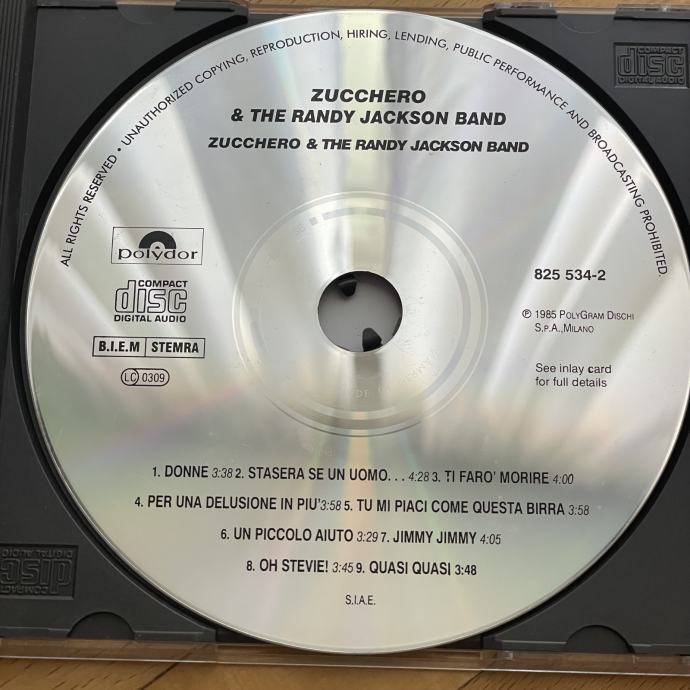 ALL RIGHTS RESERVED • UNAUTHORIZED COPYING, REPRODUCTION, HIRING, LENDING, PUBLIC PERFORMANCE AND BROADCASTING PROHIBITED.
COMPACT
disc
DIGITAL AUDIO
ZUCCHERO
& THE RANDY JACKSON BAND
ZUCCHERO & THE RANDY JACKSON BAND
polydor
COMPACT
disc
DIGITAL AUDIO
B.I.E.M STEMRA
LC 0309
825 534-2
℗ 1985 POLYGRAM DISCHI
S.P.A.,MILANO
See inlay card
for full details
1. DONNE 3:38 2. STASERA SE UN UOMO. . . 4:28 3. TI FARO' MORIRE 4:00
4. PER UNA DELUSIONE IN PIU' 3:58 5. TU MI PIACI COME QUESTA BIRRA 3:58
6. UN PICCOLO AIUTO 3:29 7. JIMMY JIMMY 4:05
8. OH STEVIE! 3:45 9. QUASI QUASI 3:48
S.I.A.E.
COMPACT
disc
DIGITAL AUDIO